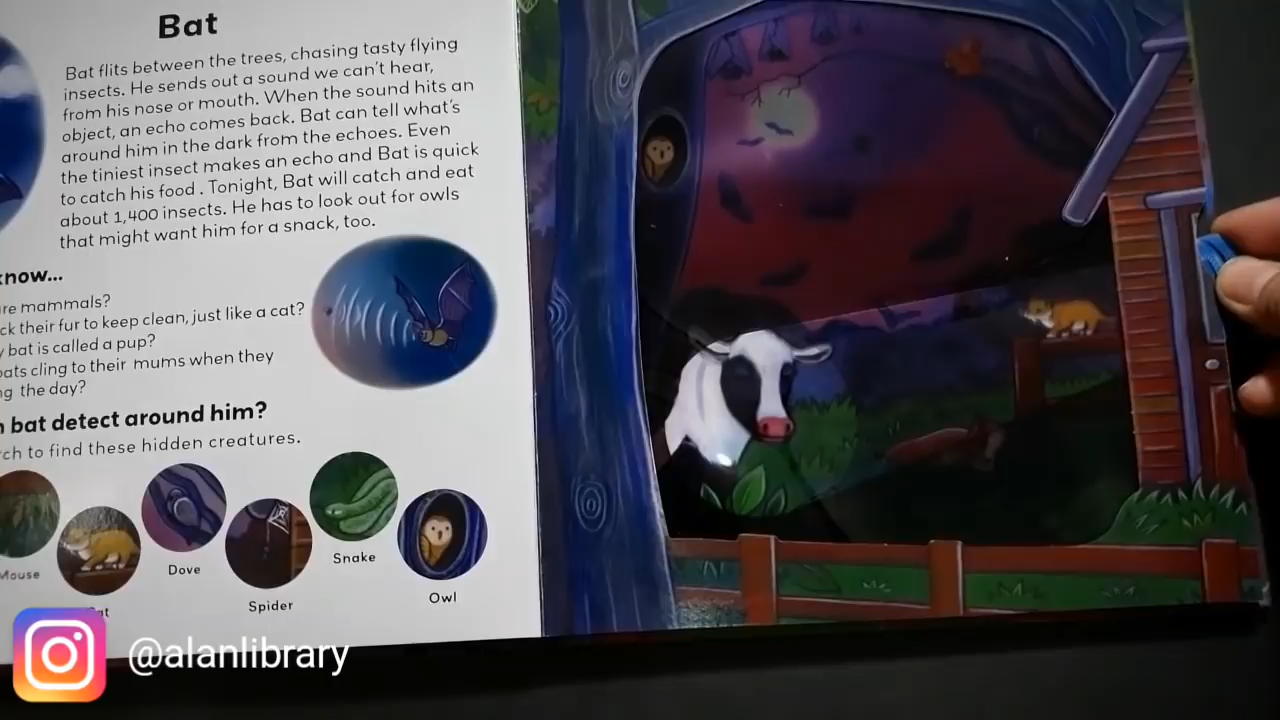 Bat
Bat flits between the trees, chasing tasty flying
insects. He sends out a sound we can't hear,
from his nose or mouth. When the sound hits an
object, an echo comes back. Bat can tell what's
around him in the dark from the echoes. Even
the tiniest insect makes an echo and Bat is quick
to catch his food . Tonight, Bat will catch and eat
about 1,400 insects. He has to look out for owls
that might want him for a snack, too.
know...
mammals?
their fur to keep clean, just like a cat?
bat is called a pup?
cling to their mums when they
the day?
bat detect around him?
to find these hidden creatures.
Mouse
Dove
Spider
Snake
Owl
@alanlibrary